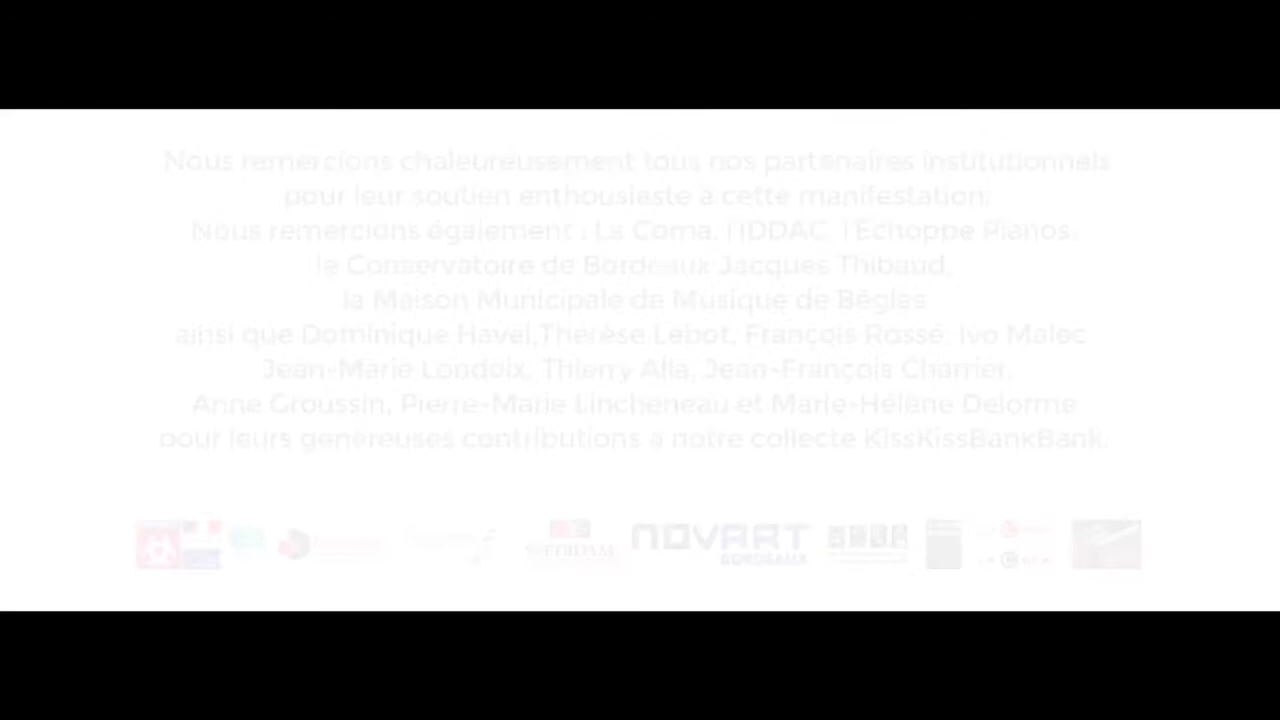 Nous remercions chaleureusement tous nos partenaires institutionnels
pour leur soutien enthousiaste à cette manifestation.
Nous remercions également : La Coma, l'IDDAC, l'Echoppe Pianos,
le Conservatoire de Bordeaux Jacques Thibaud,
la Maison Municipale de Musique de Bègles
ainsi que Dominique Havel, Thérèse Lebot, François Rossé, Ivo Malec
Jean-Marie Londeix, Thierry Alla, Jean-François Charrier,
Anne Groussin, Pierre-Marie Lincheneau et Marie-Hélène Delorme
pour leurs genéreuses contributions à notre collecte KissKissBankBank.
NOVART
BORDEAUX